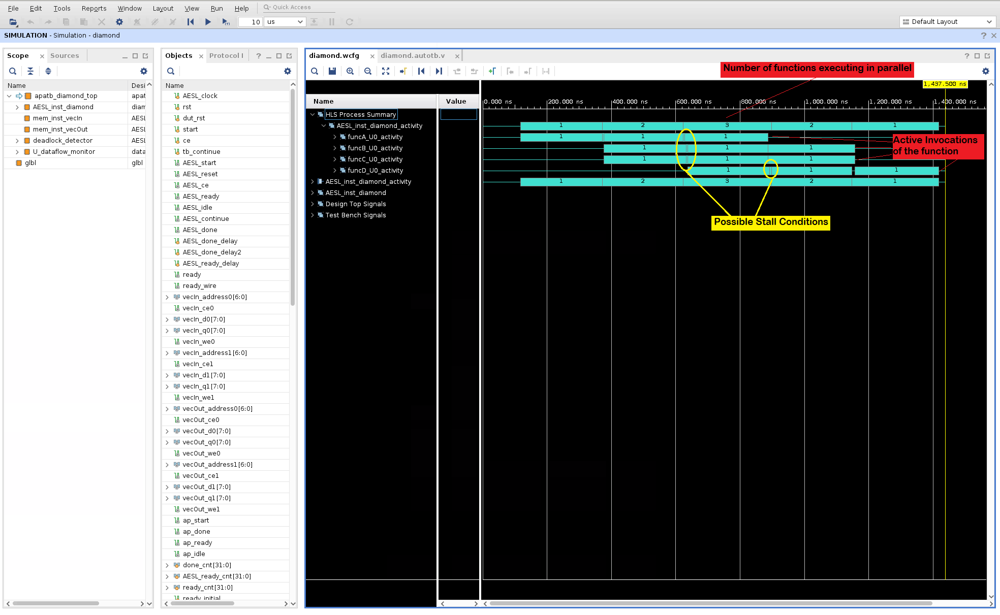 File Edit Tools Reports Window Layout View Run Help Quick Access
10 us Default Layout
SIMULATION - Simulation - diamond
Scope Sources
Name Desi
apatb_diamond_top apat
AESL_inst_diamond diam
mem_inst_vecIn AESL
mem_inst_vecOut AESL
deadlock_detector AESL
U_dataflow_monitor data
glbl glbl
Objects Protocol I
Name
AESL_clock
rst
dut_rst
start
ce
tb_continue
AESL_start
AESL_reset
AESL_ce
AESL_ready
AESL_idle
AESL_continue
AESL_done
AESL_done_delay
AESL_done_delay2
AESL_ready_delay
ready
ready_wire
vecIn_address0[6:0]
vecIn_ce0
vecIn_d0[7:0]
vecIn_q0[7:0]
vecIn_we0
vecIn_address1[6:0]
vecIn_ce1
vecIn_d1[7:0]
vecIn_q1[7:0]
vecIn_we1
vecOut_address0[6:0]
vecOut_ce0
vecOut_d0[7:0]
vecOut_q0[7:0]
vecOut_we0
vecOut_address1[6:0]
vecOut_ce1
vecOut_d1[7:0]
vecOut_q1[7:0]
vecOut_we1
ap_start
ap_done
ap_ready
ap_idle
done_cnt[31:0]
AESL_ready_cnt[31:0]
ready_cnt[31:0]
ready_initial
diamond.wcfg diamond.autotb.v
Number of functions executing in parallel
1,437.500 ns
Name Value
0.000 ns 200.000 ns 400.000 ns 600.000 ns 800.000 ns 1,000.000 ns 1,200.000 ns 1,400.000 ns
HLS Process Summary
AESL_inst_diamond_activity 1 2 3 2 1
funcA_U0_activity 1 1 1
funcB_U0_activity 1 1 1
funcC_U0_activity 1 1 1
funcD_U0_activity 1 1 1
AESL_inst_diamond_activity 1 2 3 2 1
AESL_inst_diamond
Design Top Signals
Test Bench Signals
Active Invocations
of the function
Possible Stall Conditions